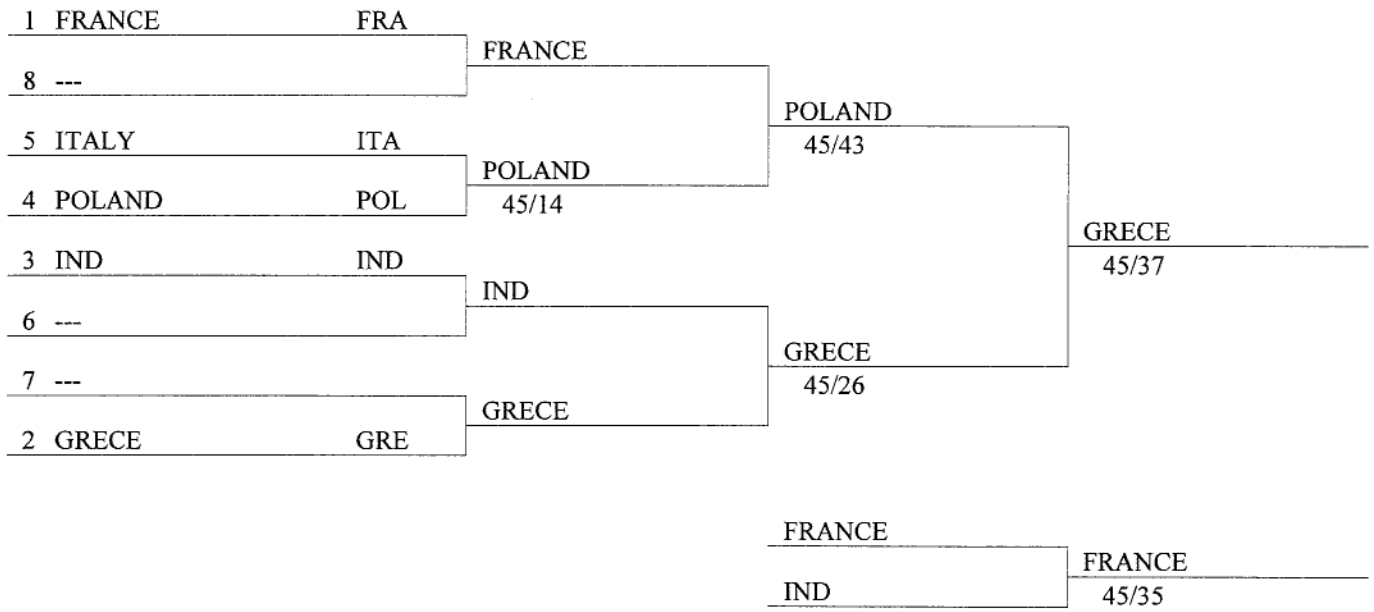 1 FRANCE FRA
FRANCE
8 ---
POLAND
45/43
5 ITALY ITA
POLAND
45/14
4 POLAND POL
GRECE
45/37
3 IND IND
IND
6 ---
GRECE
45/26
7 ---
GRECE
2 GRECE GRE
FRANCE
FRANCE
45/35
IND